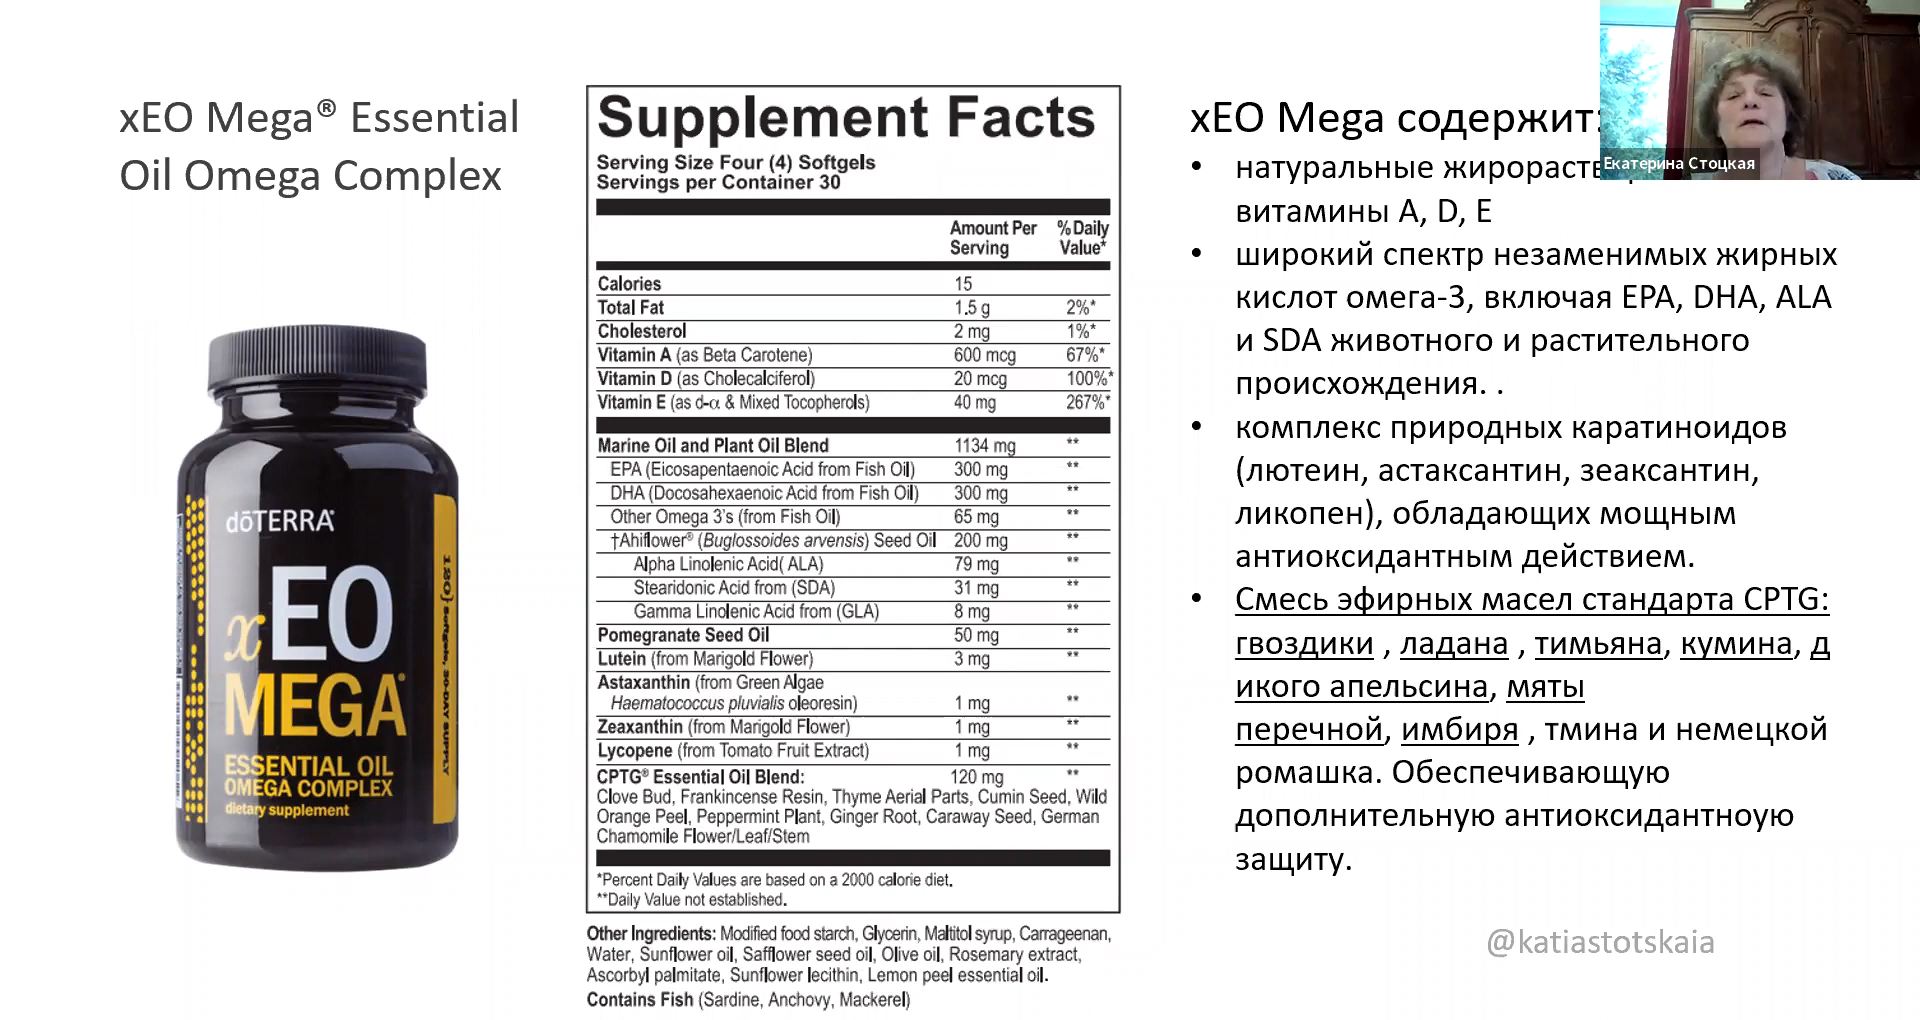 xEO Mega® Essential
Oil Omega Complex
dōTERRA®
xEO
MEGA®
ESSENTIAL OIL
OMEGA COMPLEX
dietary supplement
120 softgels, 30-DAY SUPPLY
Supplement Facts
Serving Size Four (4) Softgels
Servings per Container 30
Amount Per Serving % Daily Value*
Calories 15
Total Fat 1.5 g 2%*
Cholesterol 2 mg 1%*
Vitamin A (as Beta Carotene) 600 mcg 67%*
Vitamin D (as Cholecalciferol) 20 mcg 100%*
Vitamin E (as d-α & Mixed Tocopherols) 40 mg 267%*
Marine Oil and Plant Oil Blend 1134 mg **
EPA (Eicosapentaenoic Acid from Fish Oil) 300 mg **
DHA (Docosahexaenoic Acid from Fish Oil) 300 mg **
Other Omega 3's (from Fish Oil) 65 mg **
†Ahiflower® (Buglossoides arvensis) Seed Oil 200 mg **
Alpha Linolenic Acid( ALA) 79 mg **
Stearidonic Acid from (SDA) 31 mg **
Gamma Linolenic Acid from (GLA) 8 mg **
Pomegranate Seed Oil 50 mg **
Lutein (from Marigold Flower) 3 mg **
Astaxanthin (from Green Algae
Haematococcus pluvialis oleoresin) 1 mg **
Zeaxanthin (from Marigold Flower) 1 mg **
Lycopene (from Tomato Fruit Extract) 1 mg **
CPTG® Essential Oil Blend: 120 mg **
Clove Bud, Frankincense Resin, Thyme Aerial Parts, Cumin Seed, Wild
Orange Peel, Peppermint Plant, Ginger Root, Caraway Seed, German
Chamomile Flower/Leaf/Stem
*Percent Daily Values are based on a 2000 calorie diet.
**Daily Value not established.
Other Ingredients: Modified food starch, Glycerin, Maltitol syrup, Carrageenan,
Water, Sunflower oil, Safflower seed oil, Olive oil, Rosemary extract,
Ascorbyl palmitate, Sunflower lecithin, Lemon peel essential oil.
Contains Fish (Sardine, Anchovy, Mackerel)
xEO Mega содержит:
• натуральные
витамины A, D, E
• широкий спектр незаменимых жирных
кислот омега-3, включая EPA, DHA, ALA
и SDA животного и растительного
происхождения. .
• комплекс природных каратиноидов
(лютеин, астаксантин, зеаксантин,
ликопен), обладающих мощным
антиоксидантным действием.
• Смесь эфирных масел стандарта CPTG:
гвоздики , ладана , тимьяна, кумина, д
икого апельсина, мяты
перечной, имбиря , тмина и немецкой
ромашка. Обеспечивающую
дополнительную антиоксидантноую
защиту.
@katiastotskaia
Екатерина Стоцкая